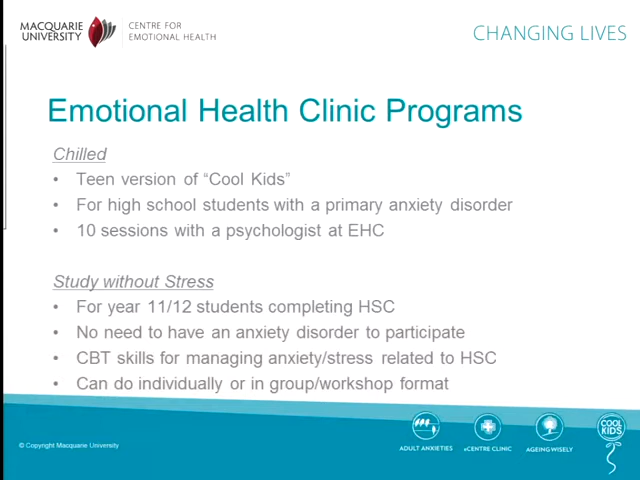 MACQUARIE
UNIVERSITY
CENTRE FOR
EMOTIONAL HEALTH
CHANGING LIVES
Emotional Health Clinic Programs
Chilled
• Teen version of “Cool Kids”
• For high school students with a primary anxiety disorder
• 10 sessions with a psychologist at EHC
Study without Stress
• For year 11/12 students completing HSC
• No need to have an anxiety disorder to participate
• CBT skills for managing anxiety/stress related to HSC
• Can do individually or in group/workshop format
© Copyright Macquarie University
ADULT ANXIETIES
eCENTRE CLINIC
AGEING WISELY
COOL
KIDS